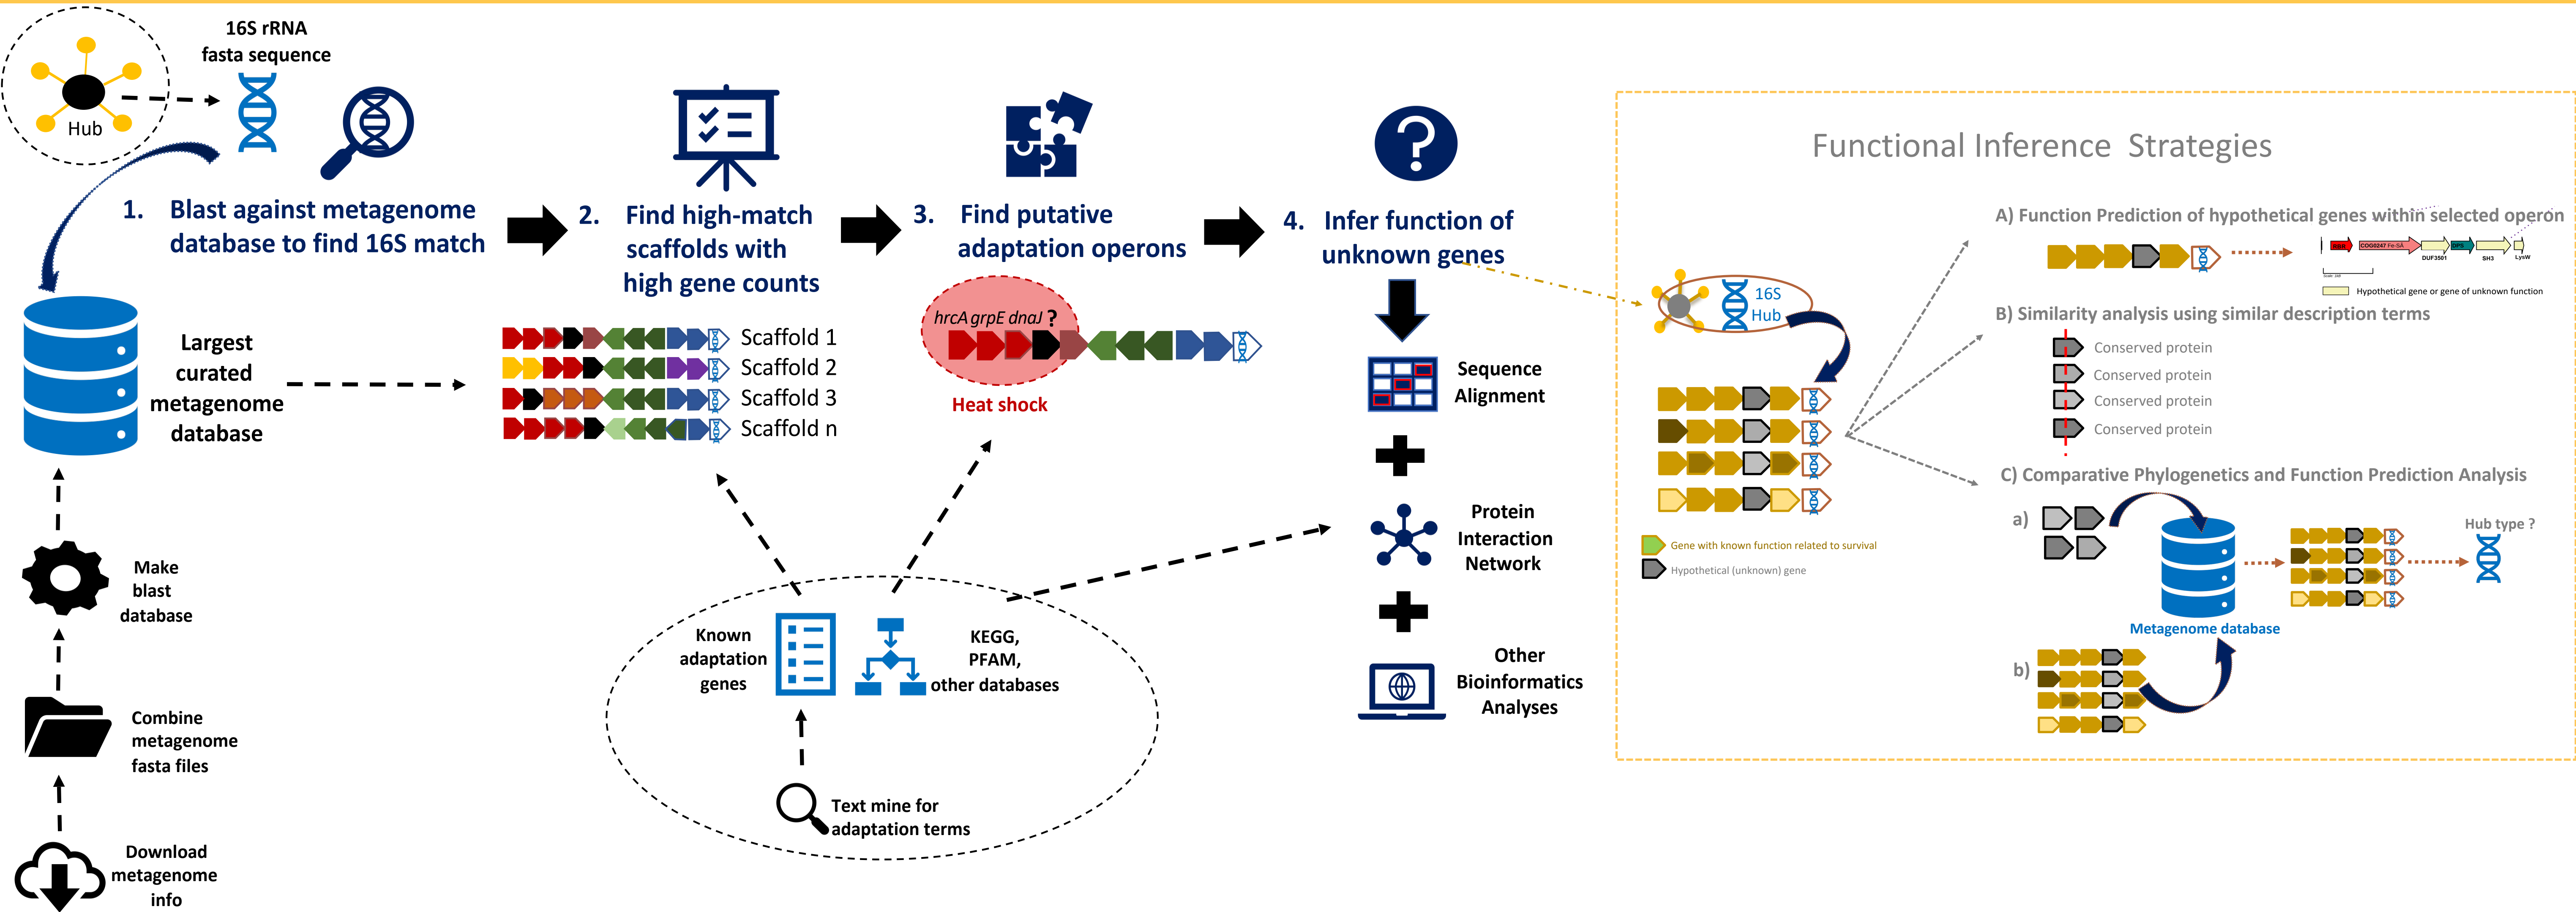 16S rRNA
fasta sequence
Hub
1. Blast against metagenome
database to find 16S match
2. Find high-match
scaffolds with
high gene counts
3. Find putative
adaptation operons
4. Infer function of
unknown genes
Largest
curated
metagenome
database
Make
blast
database
Combine
metagenome
fasta files
Download
metagenome
info
Scaffold 1
Scaffold 2
Scaffold 3
Scaffold n
hrcA grpE dnaJ ?
Heat shock
Known
adaptation
genes
KEGG,
PFAM,
other databases
Text mine for
adaptation terms
Sequence
Alignment
Protein
Interaction
Network
Other
Bioinformatics
Analyses
Functional Inference Strategies
16S
Hub
Gene with known function related to survival
Hypothetical (unknown) gene
A) Function Prediction of hypothetical genes within selected operon
COG0247 Fe-SÂ
DPS
DUF3501
SH3
LysW
Hypothetical gene or gene of unknown function
B) Similarity analysis using similar description terms
Conserved protein
Conserved protein
Conserved protein
Conserved protein
C) Comparative Phylogenetics and Function Prediction Analysis
a)
Hub type ?
Metagenome database
b)